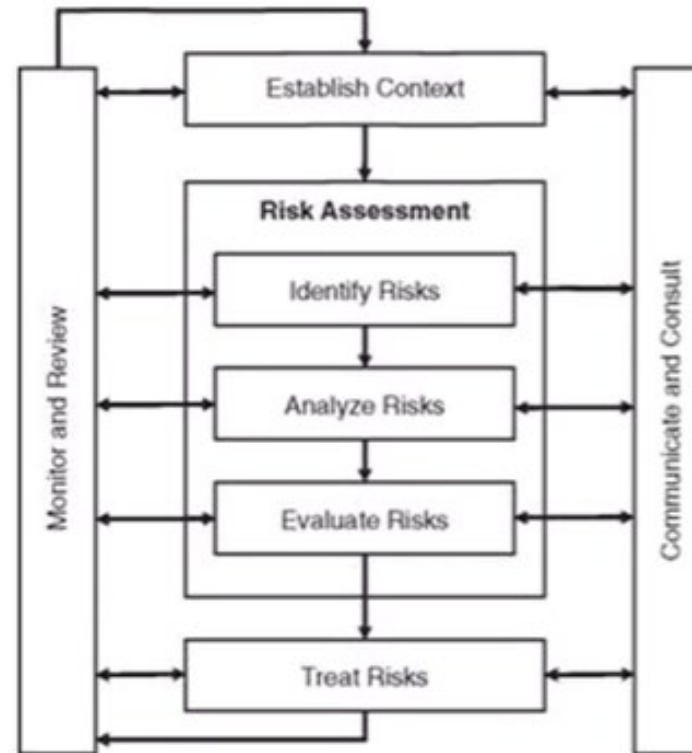 Establish Context
Risk Assessment
Identify Risks
Analyze Risks
Evaluate Risks
Treat Risks
Monitor and Review
Communicate and Consult